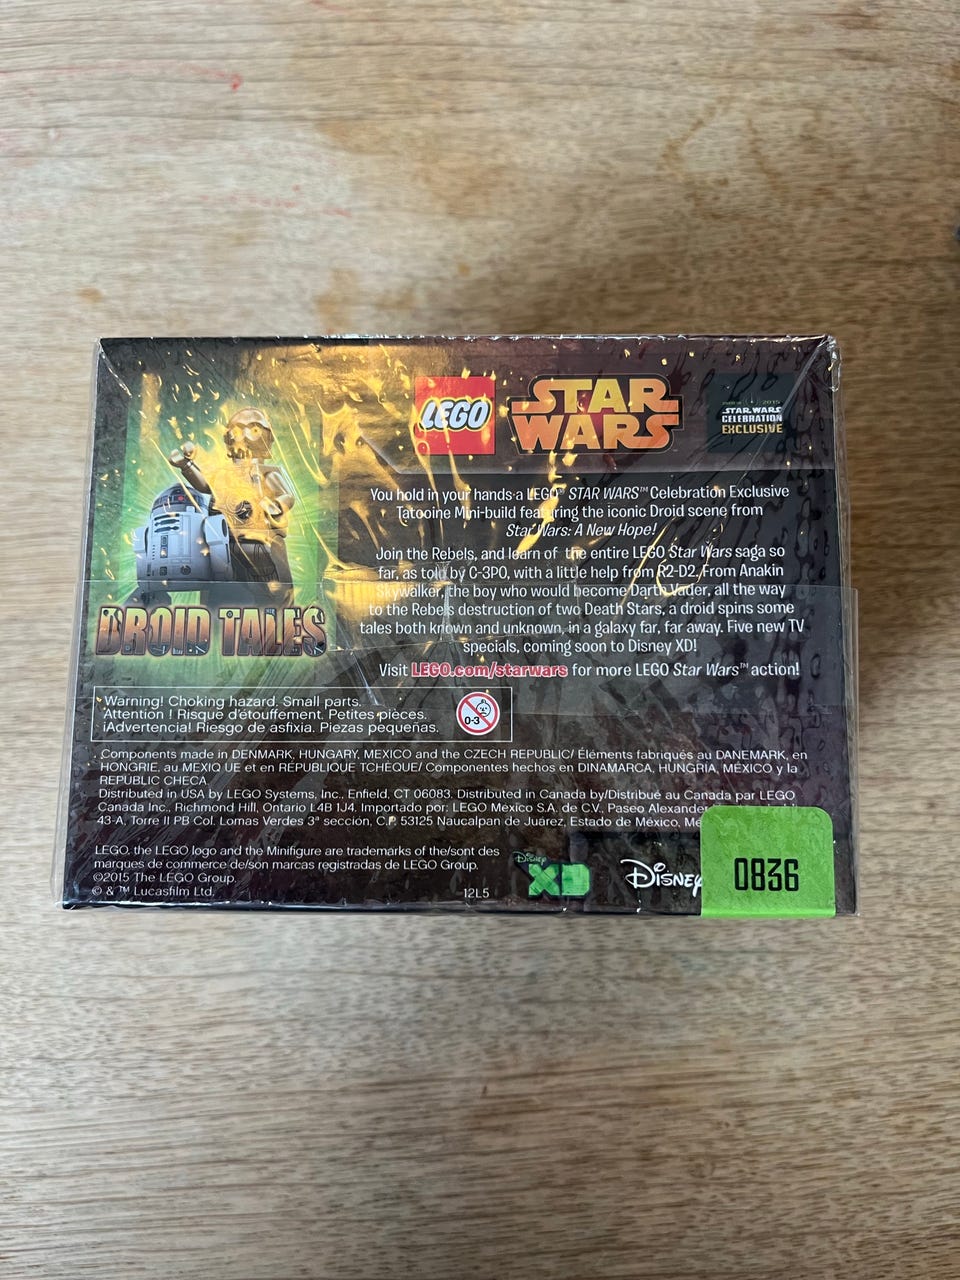 LEGO
STAR
WARS
2015
STAR WARS
CELEBRATION
EXCLUSIVE
You hold in your hands a LEGO® STAR WARS™ Celebration Exclusive
Tatooine Mini-build featuring the iconic Droid scene from
Star Wars: A New Hope!
Join the Rebels, and learn of the entire LEGO Star Wars saga so
far, as told by C-3PO, with a little help from R2-D2. From Anakin
Skywalker, the boy who would become Darth Vader, all the way
to the Rebels destruction of two Death Stars, a droid spins some
tales both known and unknown, in a galaxy far, far away. Five new TV
specials, coming soon to Disney XD!
Visit LEGO.com/starwars for more LEGO Star Wars™ action!
DROID TALES
Warning! Choking hazard. Small parts.
Attention ! Risque d'étouffement. Petites pièces.
¡Advertencia! Riesgo de asfixia. Piezas pequeñas.
0-3
Components made in DENMARK, HUNGARY, MEXICO and the CZECH REPUBLIC/ Éléments fabriqués au DANEMARK, en
HONGRIE, au MEXIQUE et en RÉPUBLIQUE TCHÈQUE/ Componentes hechos en DINAMARCA, HUNGRÍA, MÉXICO y la
REPUBLIC CHECA
Distributed in USA by LEGO Systems, Inc., Enfield, CT 06083. Distributed in Canada by/Distribué au Canada par LEGO
Canada Inc., Richmond Hill, Ontario L4B 1J4. Importado por: LEGO México S.A. de C.V., Paseo
43-A, Torre II PB Col. Lomas Verdes 3ª sección, C.P. 53125 Naucalpan de Juárez, Estado de México,
LEGO, the LEGO logo and the Minifigure are trademarks of the/sont des
marques de commerce de/son marcas registradas de LEGO Group.
©2015 The LEGO Group.
© & ™ Lucasfilm Ltd.
12L5
Disney
XD
Disney
0836